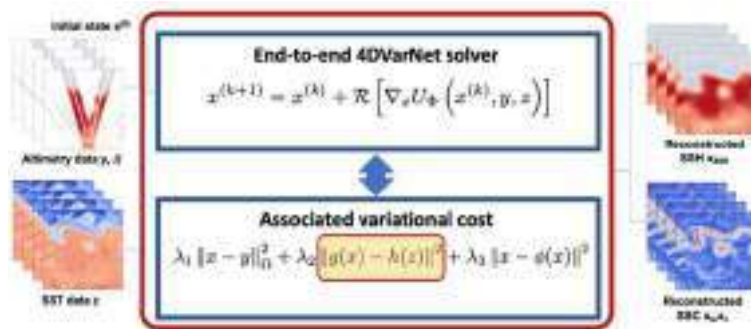 Initial state x⁽⁰⁾
End-to-end 4DVarNet solver
x^(k+1) = x^(k) + R [∇ₓU_Φ (x^(k), y, z)]
Altimetry data y, Ω
Reconstructed
SSH
Associated variational cost
λ₁ ‖x − y‖²_Ω + λ₂ ‖g(x) − h(z)‖² + λ₃ ‖x − ϕ(x)‖²
SST data z
Reconstructed
SSC